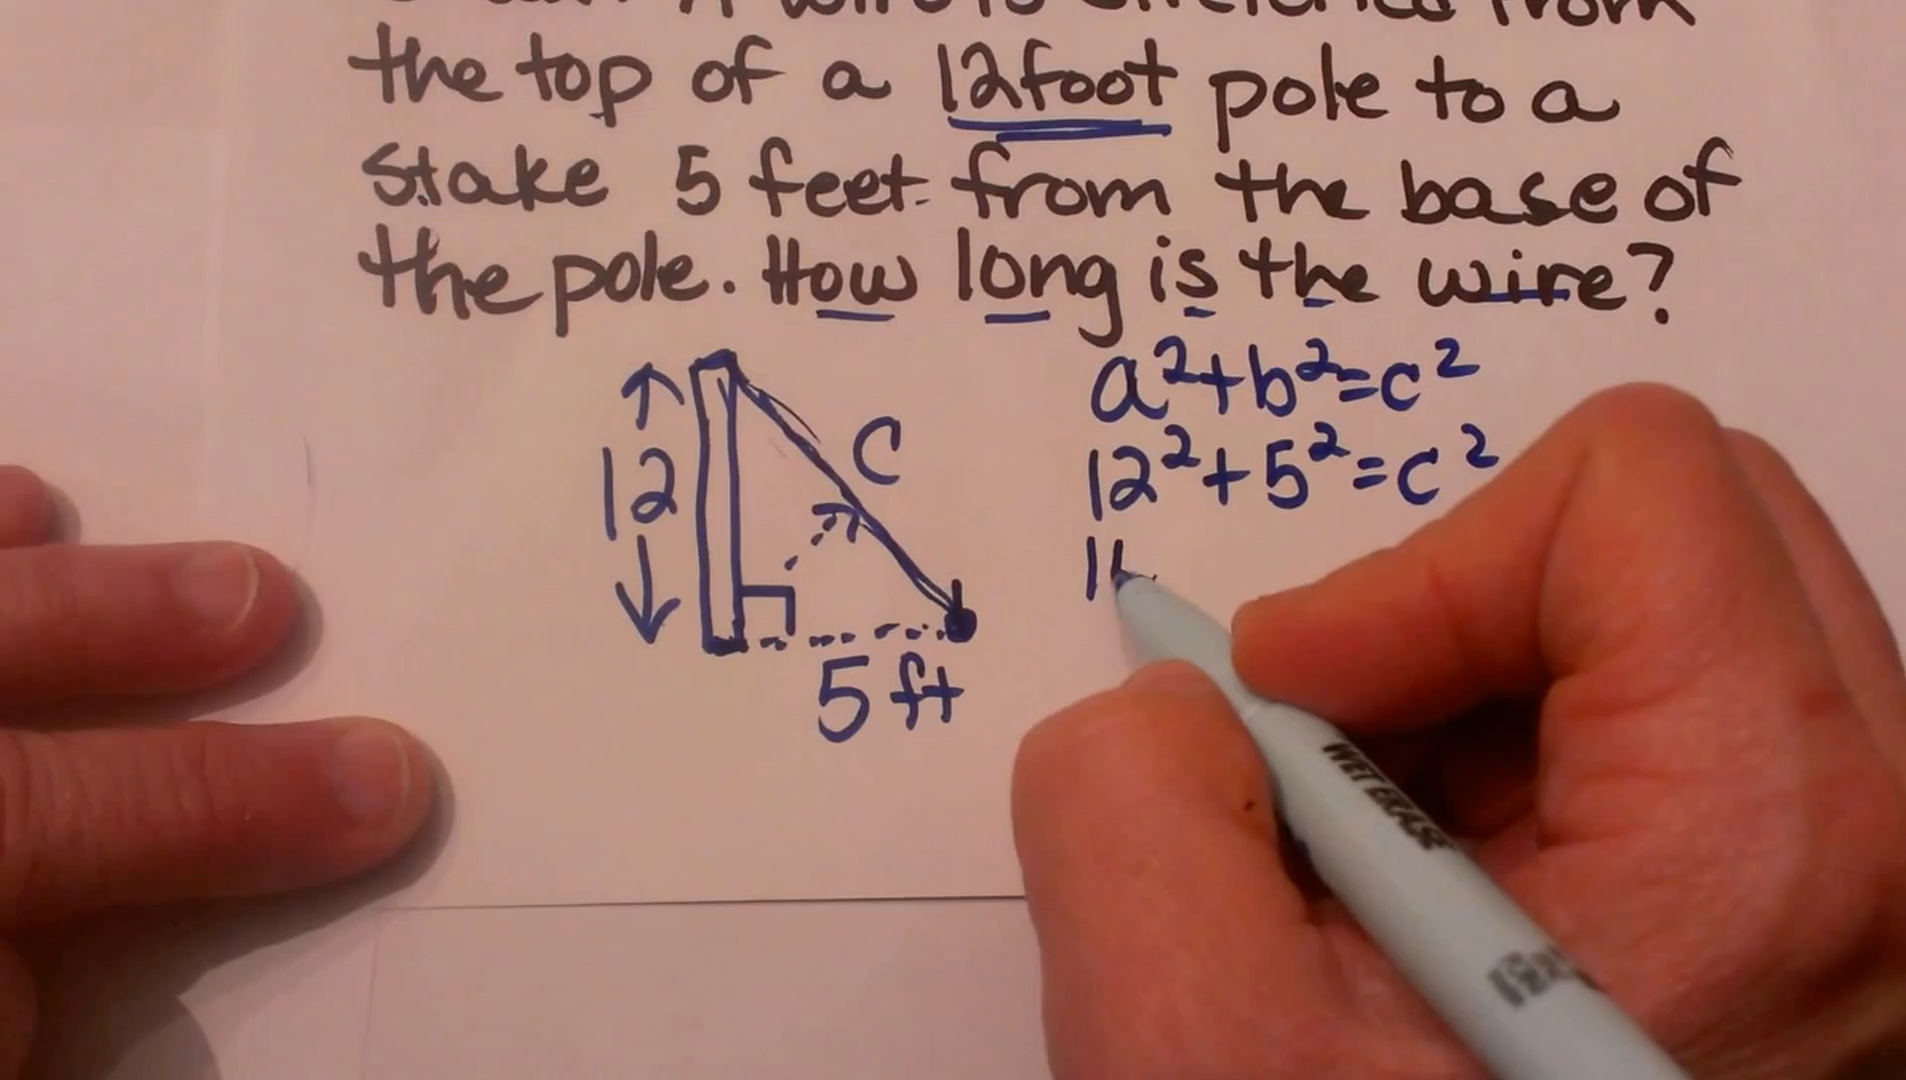 the top of a 12foot pole to a
stake 5 feet from the base of
the pole. How long is the wire?
a²+b²=c²
12
C
12²+5²=c²
5 ft
WET ERASE